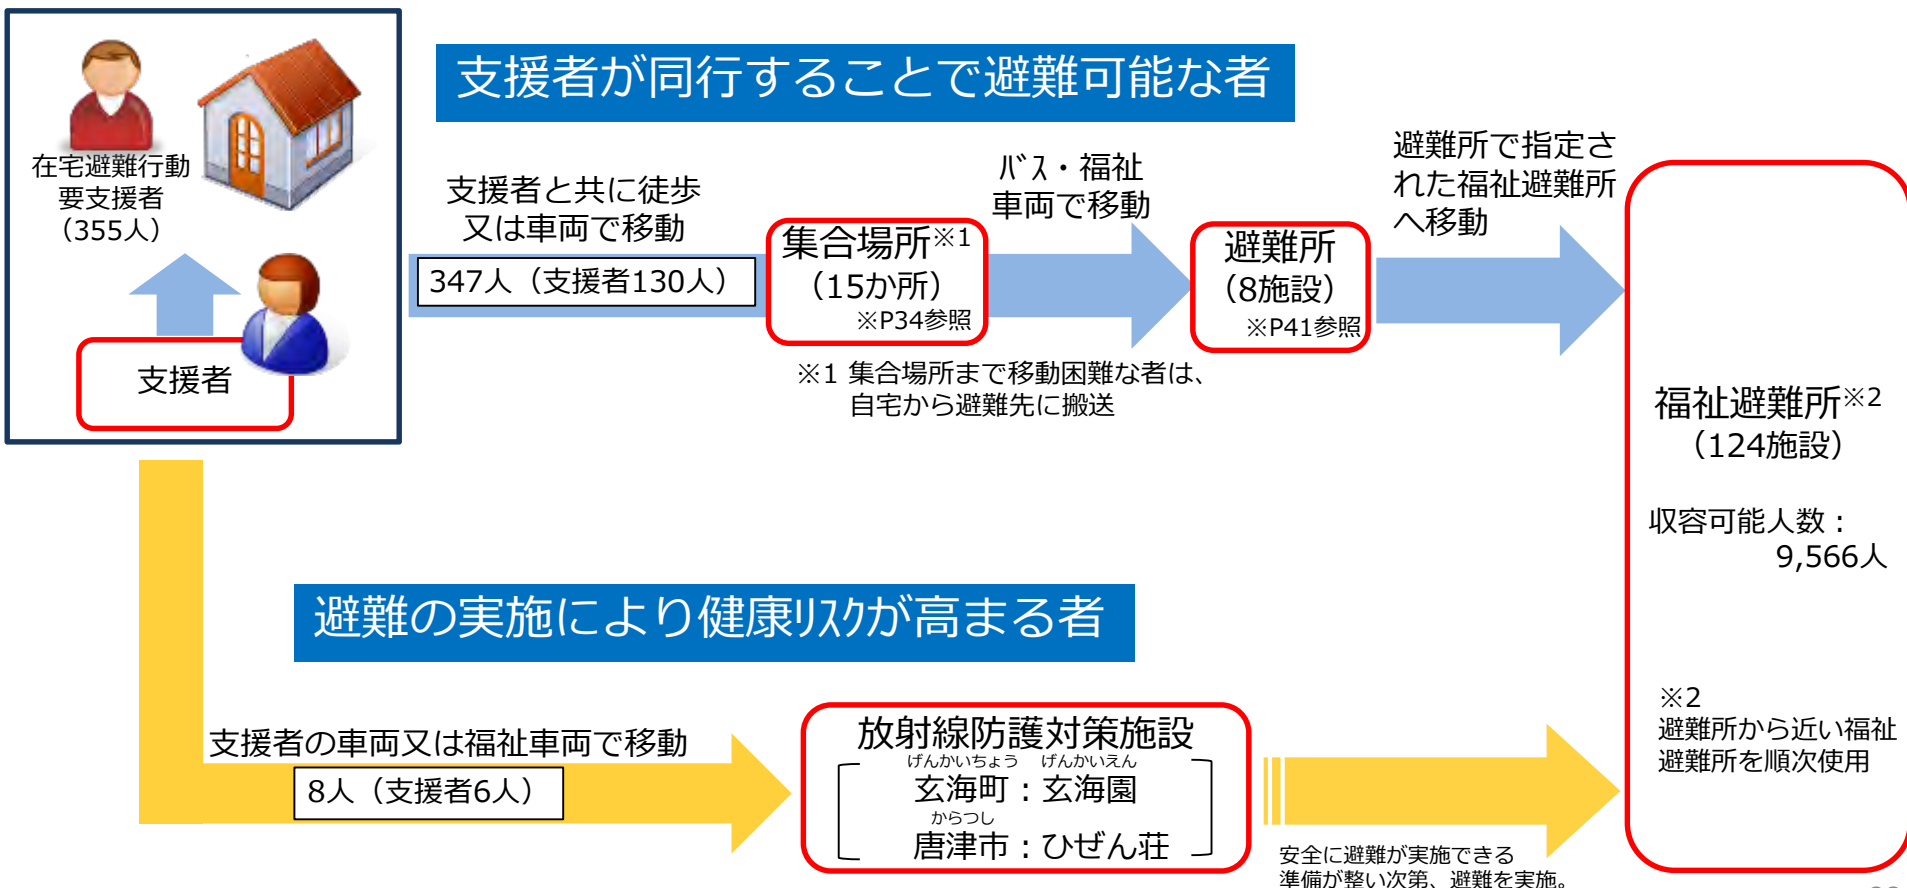 在宅避難行動
要支援者
（355人）
支援者
支援者が同行することで避難可能な者
支援者と共に徒歩
又は車両で移動
347人（支援者130人）
集合場所※1
（15か所）
※P34参照
バス・福祉
車両で移動
避難所
（8施設）
※P41参照
避難所で指定さ
れた福祉避難所
へ移動
※1 集合場所まで移動困難な者は、
自宅から避難先に搬送
避難の実施により健康リスクが高まる者
支援者の車両又は福祉車両で移動
8人（支援者6人）
放射線防護対策施設
げんかいちょう げんかいえん
玄海町：玄海園
からつし
唐津市：ひぜん荘
安全に避難が実施できる
準備が整い次第、避難を実施。
福祉避難所※2
（124施設）
収容可能人数：
9,566人
※2
避難所から近い福祉
避難所を順次使用